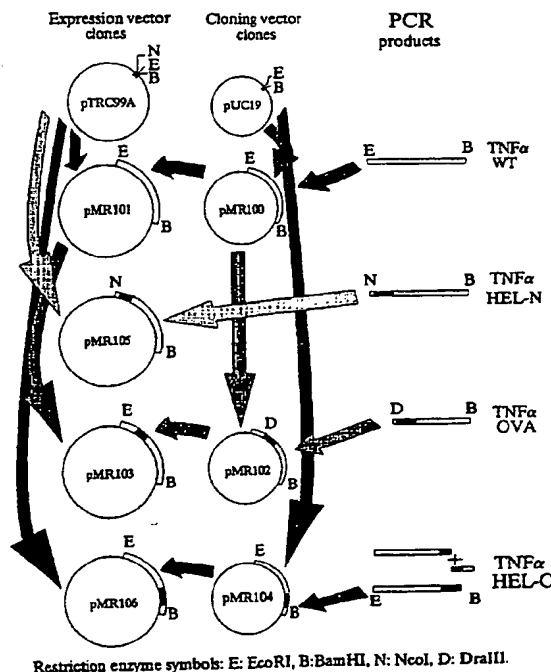 Expression vector clones
Cloning vector clones
PCR products
N
E
B
pTRC99A
E
B
pUC19
E
B
pMR101
E
B
pMR100
E
B
TNFα
WT
N
B
pMR105
N
B
TNFα
HEL-N
E
B
pMR103
D
B
pMR102
D
B
TNFα
OVA
E
B
pMR106
E
B
pMR104
+
E
B
TNFα
Restriction enzyme symbols: E: EcoRI, B:BamHI, N: NcoI, D: DraIII.